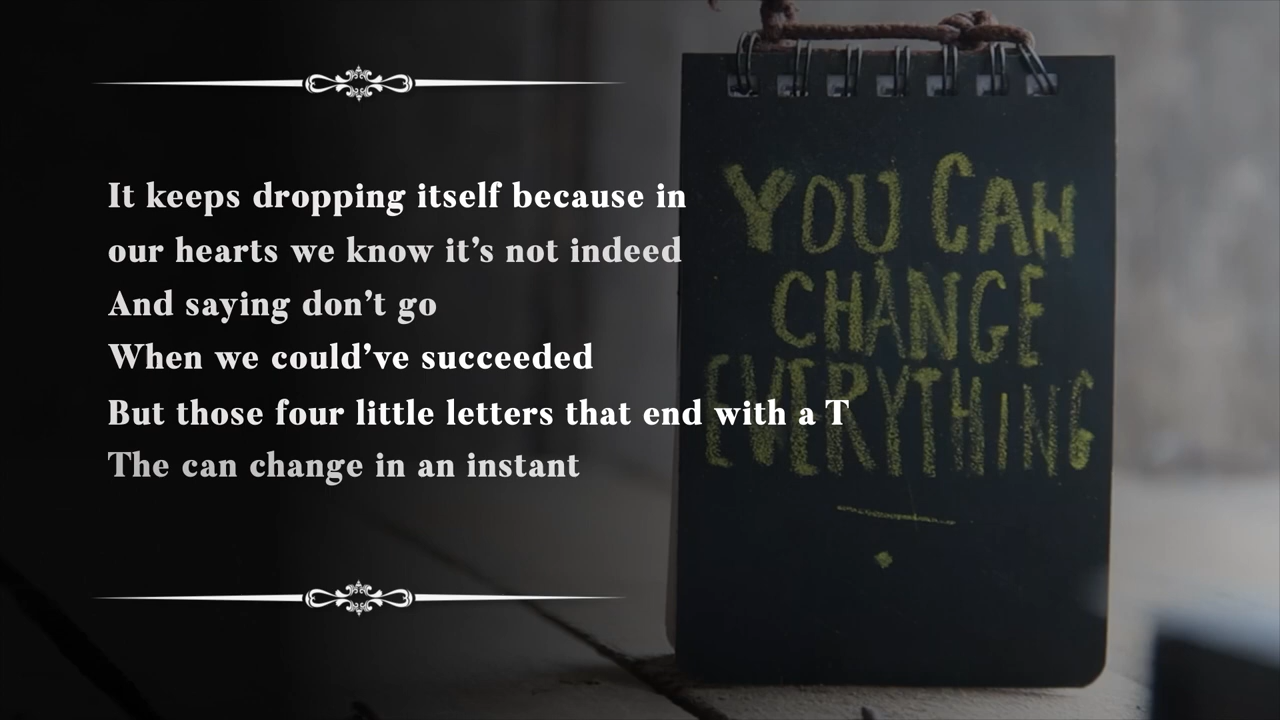 It keeps dropping itself because in
our hearts we know it's not indeed
And saying don't go
When we could've succeeded
But those four little letters that end with a T
The can change in an instant
YOU CAN
CHANGE
EVERYTHING